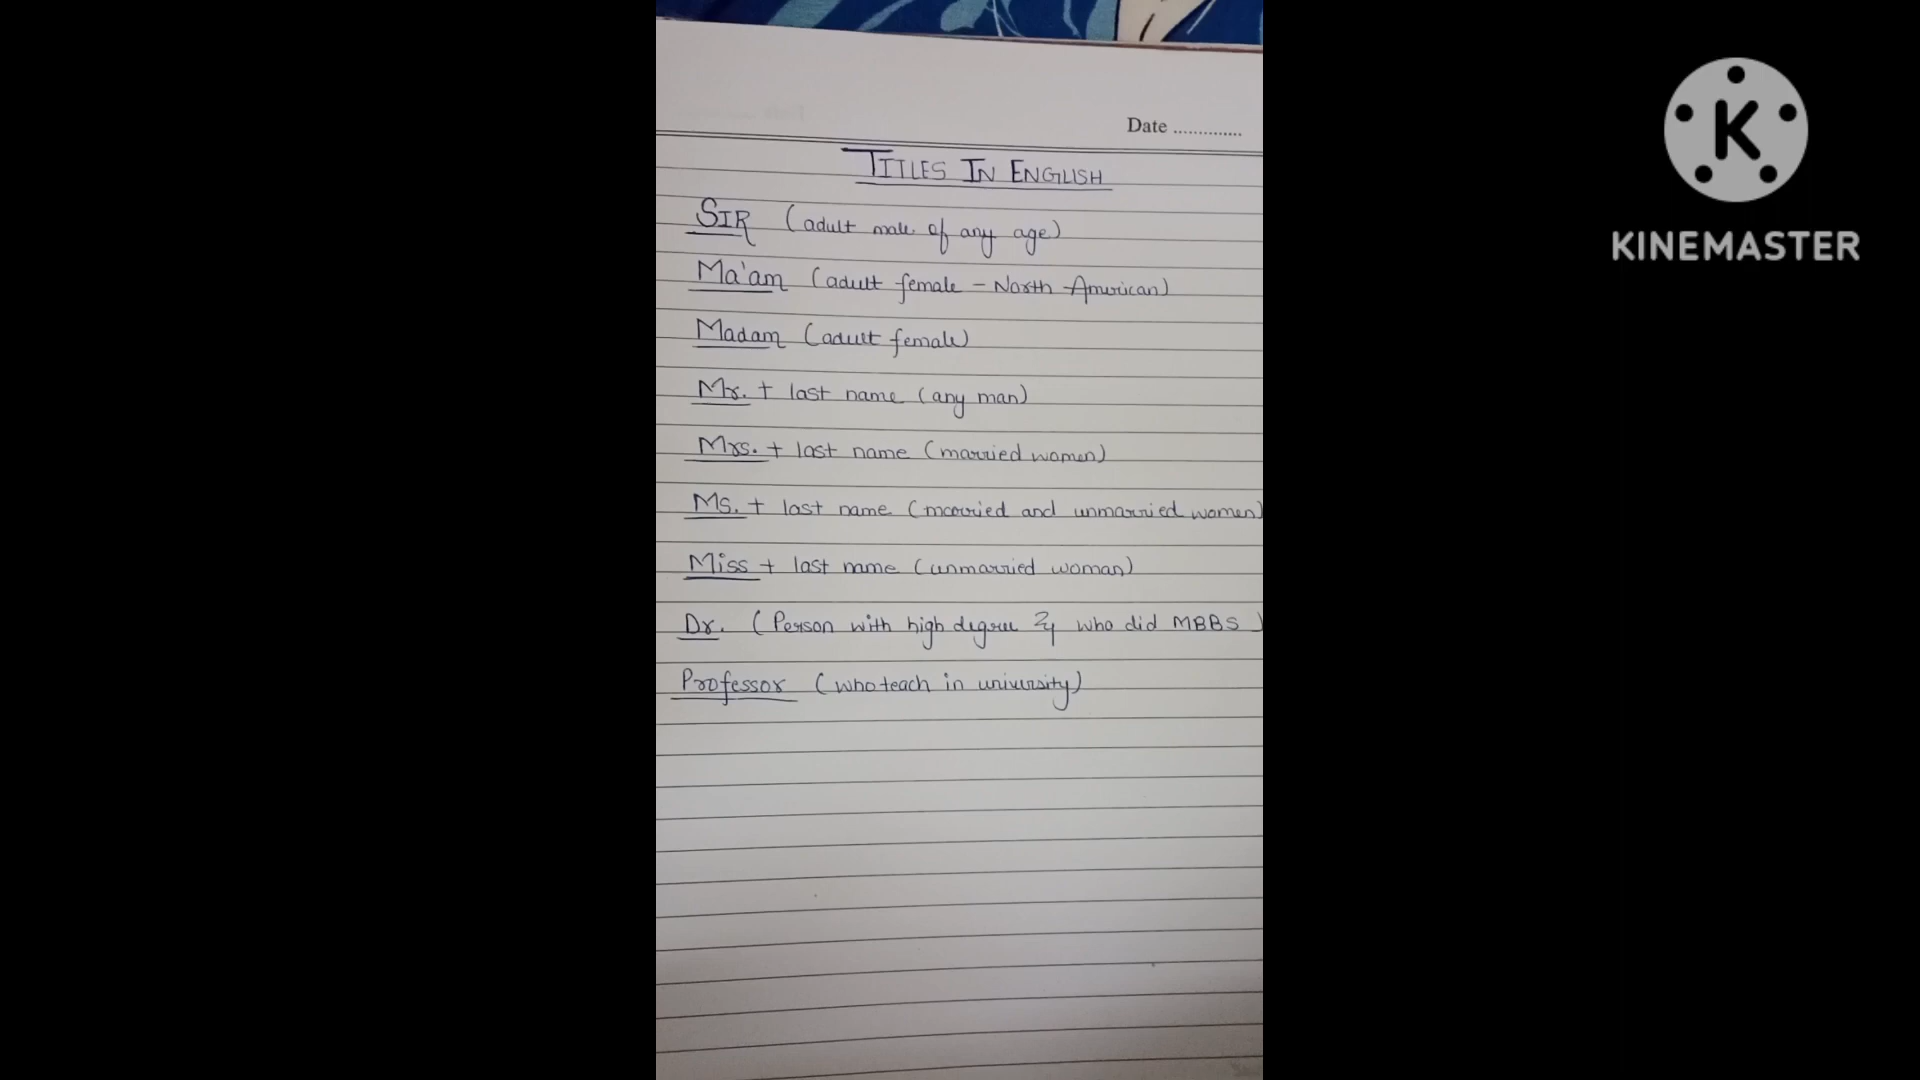 Date ..............
TITLES IN ENGLISH
SIR (adult male of any age)
Ma'am (adult female - North American)
Madam (adult female)
Mr. + last name (any man)
Mrs. + last name (married women)
Ms. + last name (married and unmarried women)
Miss + last name (unmarried woman)
Dr. (Person with high degree & who did MBBS)
Professor (who teach in university)
K
KINEMASTER